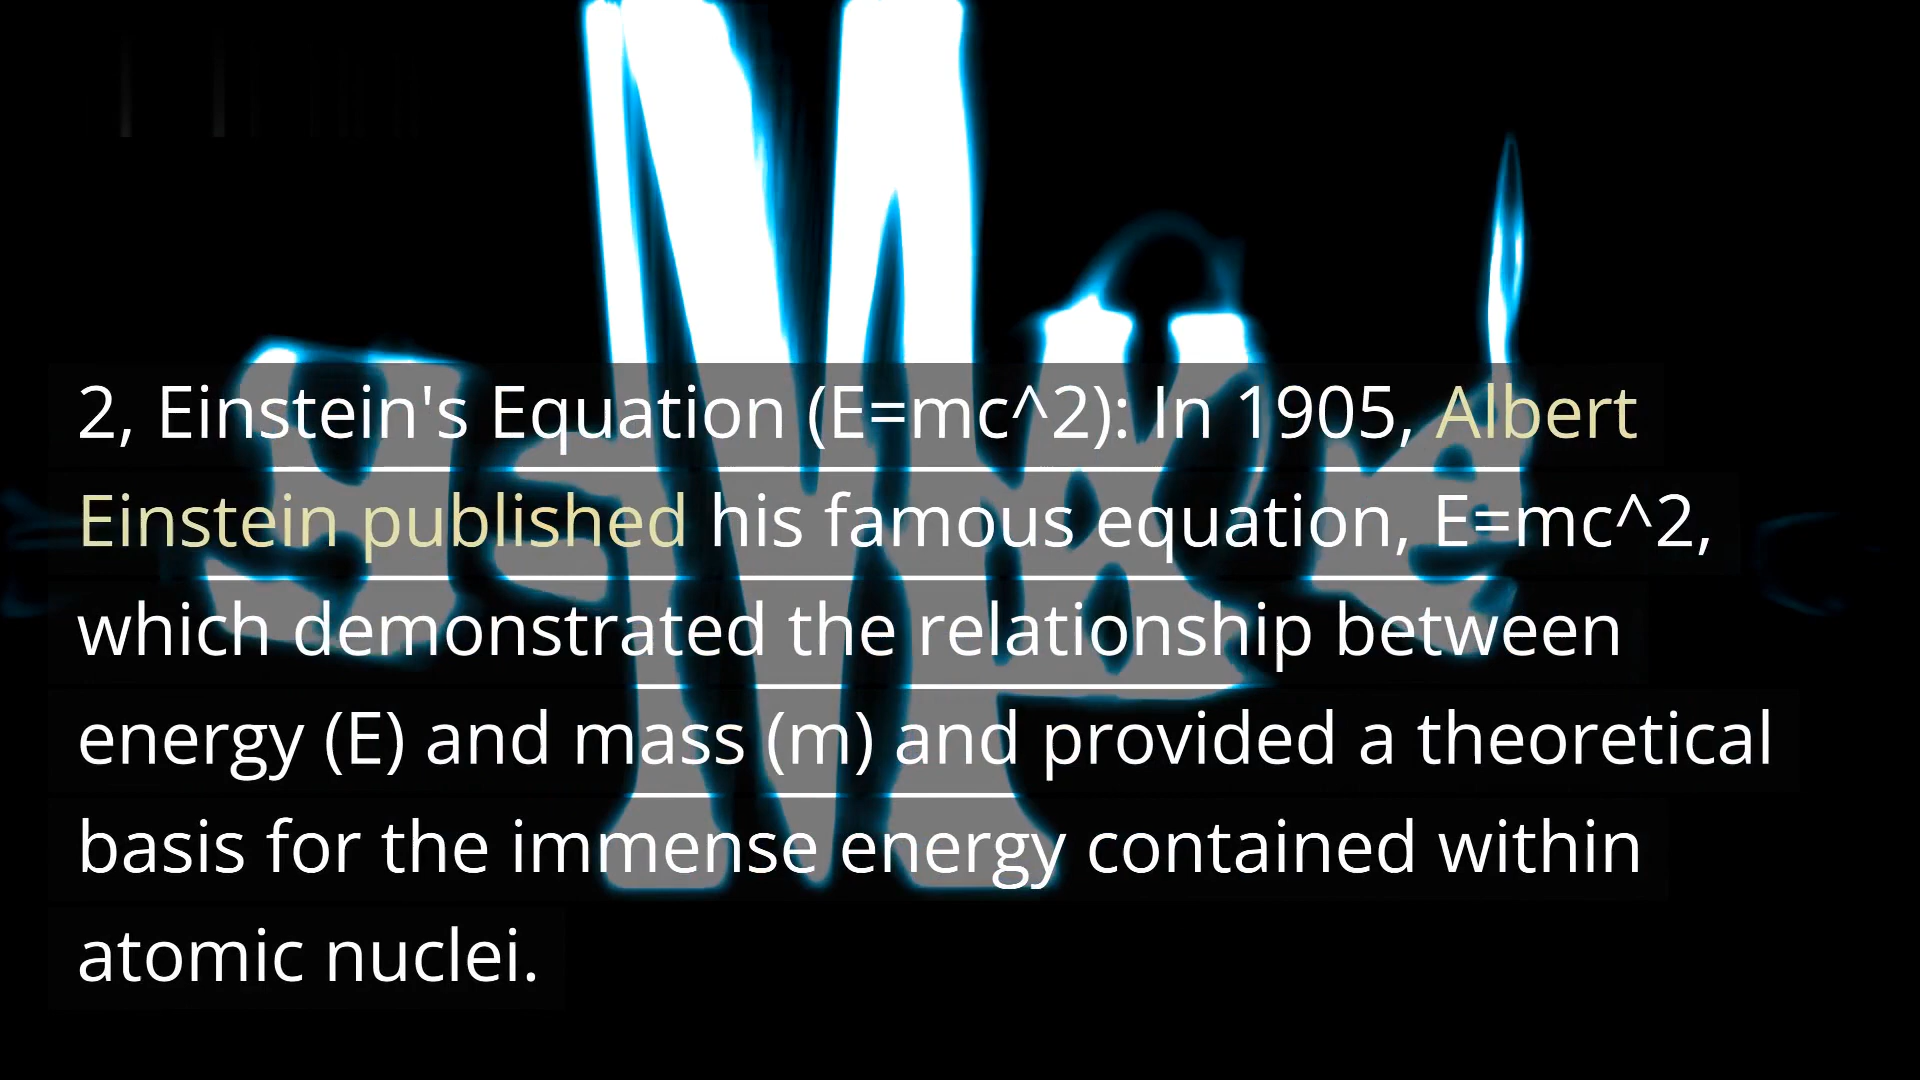 2, Einstein's Equation (E=mc^2): In 1905, Albert
Einstein published his famous equation, E=mc^2,
which demonstrated the relationship between
energy (E) and mass (m) and provided a theoretical
basis for the immense energy contained within
atomic nuclei.